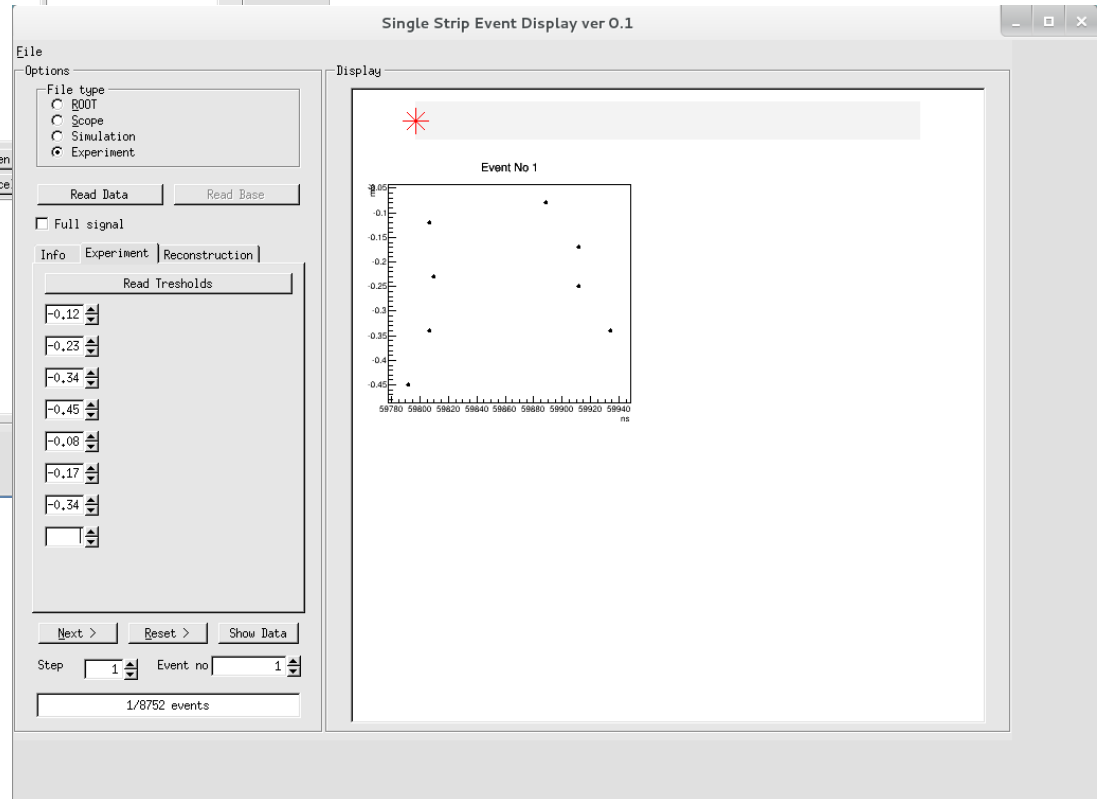 Single Strip Event Display ver 0.1
File
Options
File type
ROOT
Scope
Simulation
Experiment
en
Read Data
Read Base
ce
Full signal
Info
Experiment
Reconstruction
Read Tresholds
-0.12
-0.23
-0.34
-0.45
-0.08
-0.17
-0.34
Next >
Reset >
Show Data
Step
1
Event no
1
1/8752 events
Display
Event No 1
-0.1
-0.15
-0.2
-0.25
-0.3
-0.35
-0.4
-0.45
59780 59800 59820 59840 59860 59880 59900 59920 59940
ns